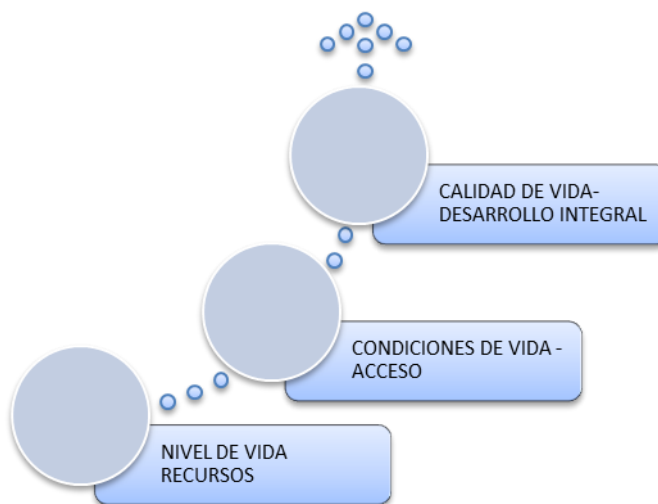 CALIDAD DE VIDA-
DESARROLLO INTEGRAL
CONDICIONES DE VIDA -
ACCESO
NIVEL DE VIDA
RECURSOS